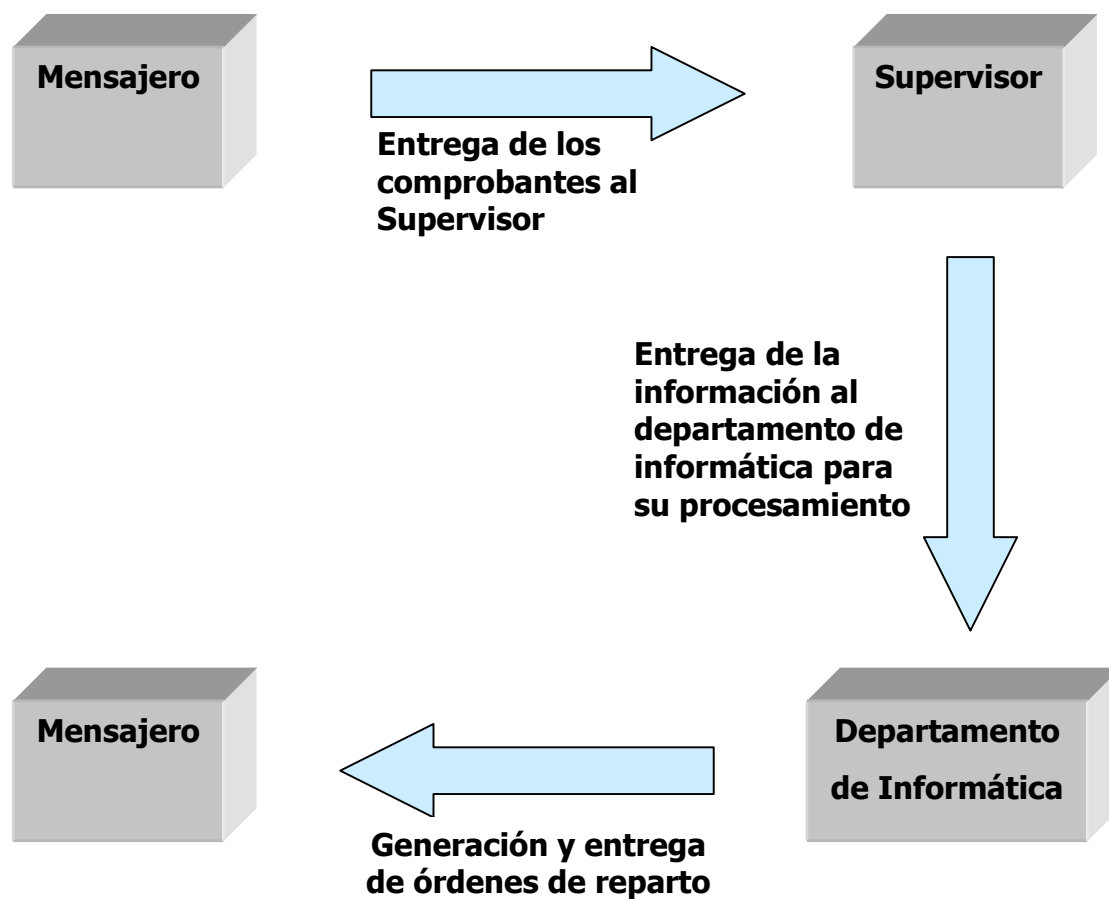 Mensajero
Supervisor
Entrega de los
comprobantes al
Supervisor
Entrega de la
información al
departamento de
informática para
su procesamiento
Mensajero
Departamento
de Informática
Generación y entrega
de órdenes de reparto